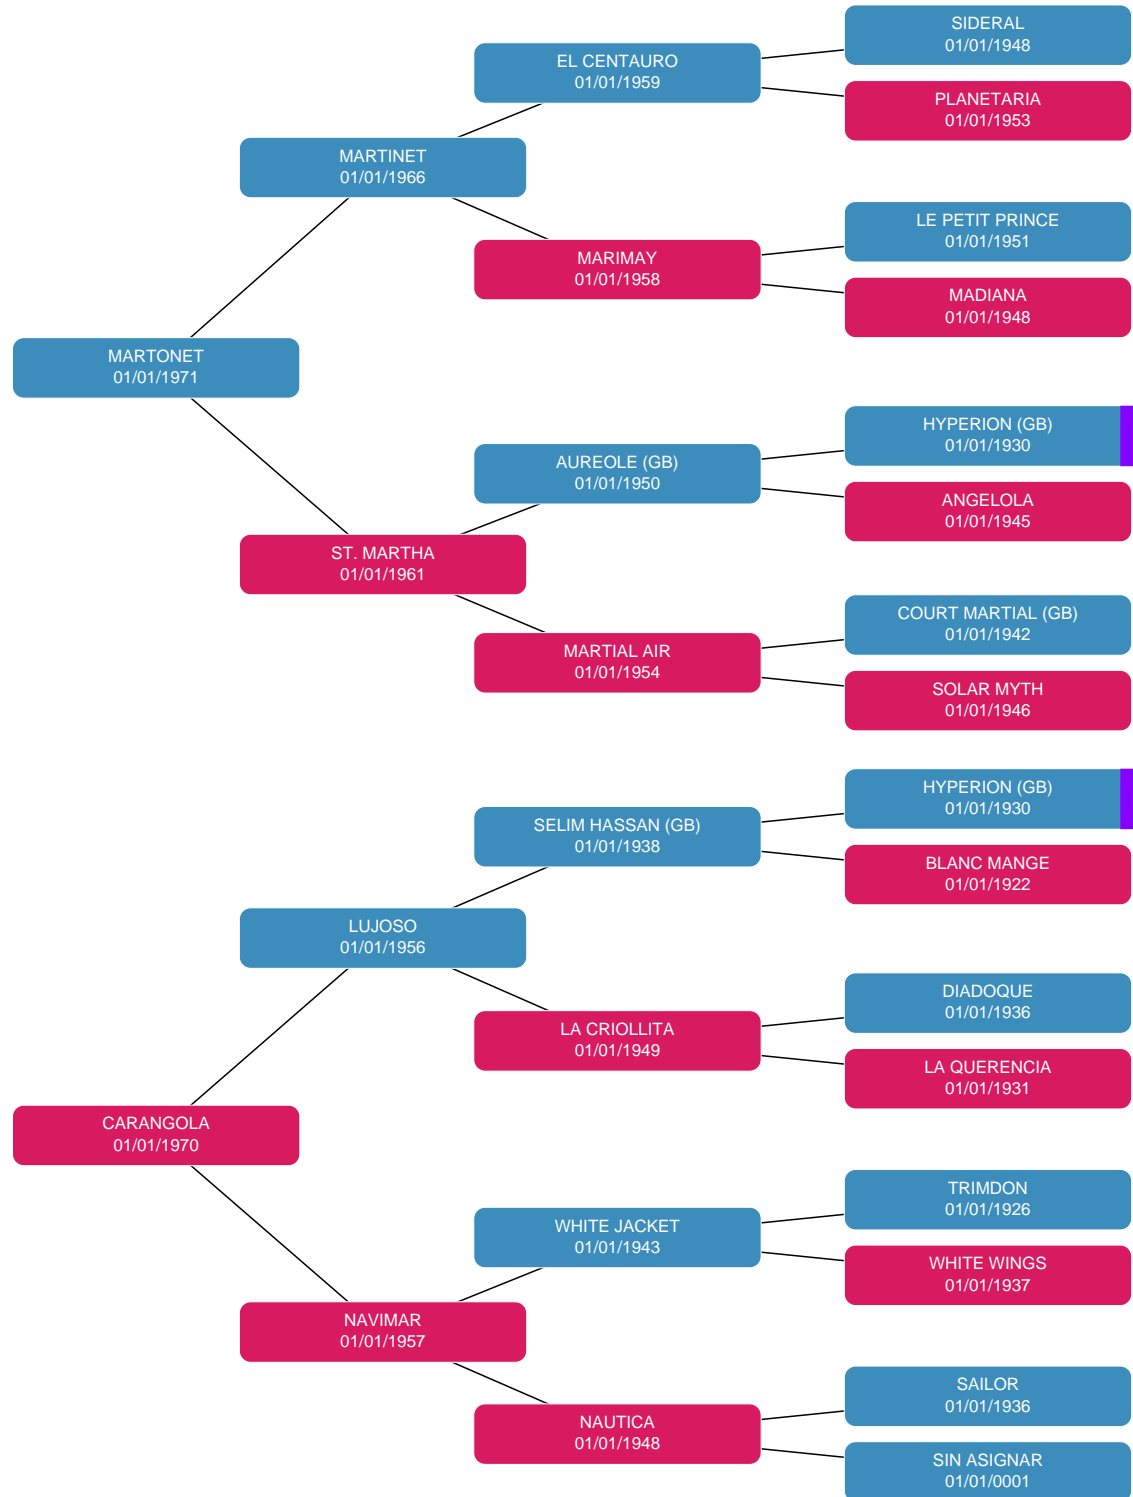 SIDERAL
01/01/1948
EL CENTAURO
01/01/1959
PLANETARIA
01/01/1953
MARTINET
01/01/1966
LE PETIT PRINCE
01/01/1951
MARIMAY
01/01/1958
MADIANA
01/01/1948
MARTONET
01/01/1971
HYPERION (GB)
01/01/1930
AUREOLE (GB)
01/01/1950
ANGELOLA
01/01/1945
ST. MARTHA
01/01/1961
COURT MARTIAL (GB)
01/01/1942
MARTIAL AIR
01/01/1954
SOLAR MYTH
01/01/1946
HYPERION (GB)
01/01/1930
SELIM HASSAN (GB)
01/01/1938
BLANC MANGE
01/01/1922
LUJOSO
01/01/1956
DIADOQUE
01/01/1936
LA CRIOLLITA
01/01/1949
LA QUERENCIA
01/01/1931
CARANGOLA
01/01/1970
TRIMDON
01/01/1926
WHITE JACKET
01/01/1943
WHITE WINGS
01/01/1937
NAVIMAR
01/01/1957
SAILOR
01/01/1936
NAUTICA
01/01/1948
SIN ASIGNAR
01/01/0001